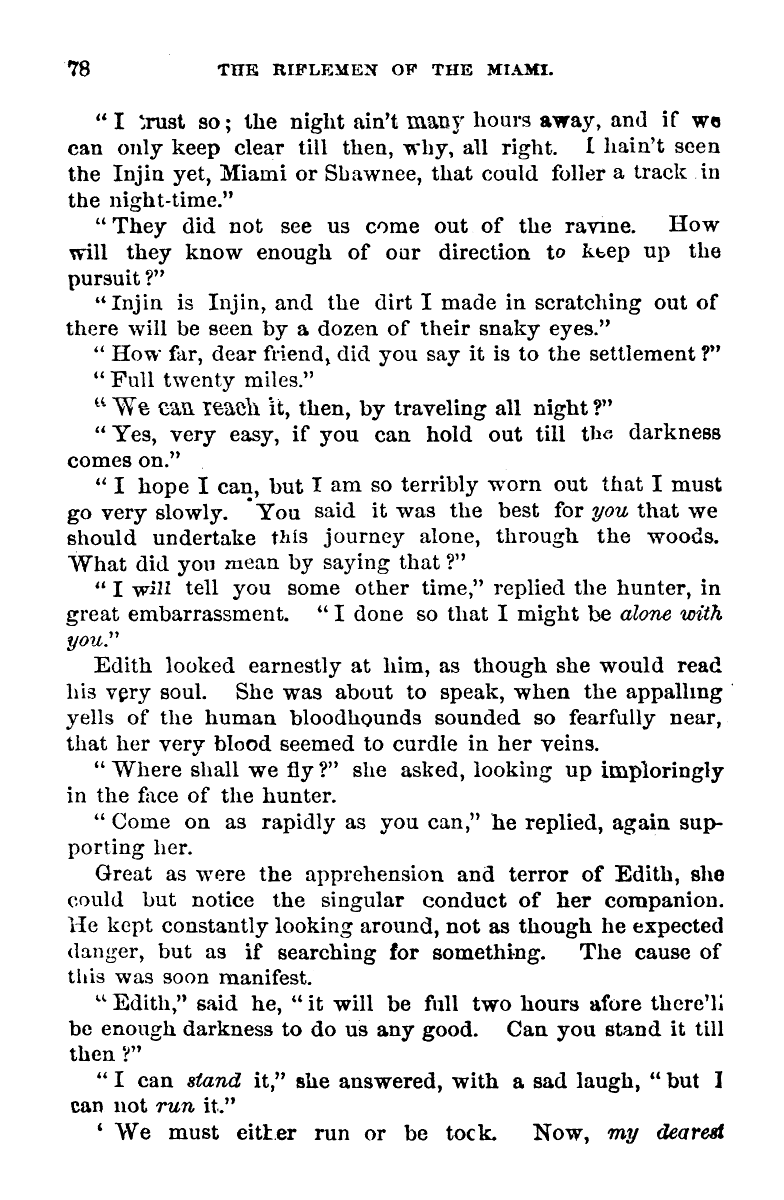 78 THE RIFLEMEN OF THE MIAMI.
"I trust so; the night ain't many hours away, and if we
can only keep clear till then, why, all right. I hain't seen
the Injin yet, Miami or Shawnee, that could foller a track in
the night-time."
"They did not see us come out of the ravine. How
will they know enough of our direction to keep up the
pursuit?"
"Injin is Injin, and the dirt I made in scratching out of
there will be seen by a dozen of their snaky eyes."
"How far, dear friend, did you say it is to the settlement?"
"Full twenty miles."
"We can reach it, then, by traveling all night?"
"Yes, very easy, if you can hold out till the darkness
comes on."
"I hope I can, but I am so terribly worn out that I must
go very slowly. You said it was the best for you that we
should undertake this journey alone, through the woods.
What did you mean by saying that?"
"I will tell you some other time," replied the hunter, in
great embarrassment. "I done so that I might be alone with
you."
Edith looked earnestly at him, as though she would read
his very soul. She was about to speak, when the appalling
yells of the human bloodhounds sounded so fearfully near,
that her very blood seemed to curdle in her veins.
"Where shall we fly?" she asked, looking up imploringly
in the face of the hunter.
"Come on as rapidly as you can," he replied, again sup-
porting her.
Great as were the apprehension and terror of Edith, she
could but notice the singular conduct of her companion.
He kept constantly looking around, not as though he expected
danger, but as if searching for something. The cause of
this was soon manifest.
"Edith," said he, "it will be full two hours afore there'll
be enough darkness to do us any good. Can you stand it till
then?"
"I can stand it," she answered, with a sad laugh, "but I
can not run it."
' We must either run or be tock. Now, my dearest